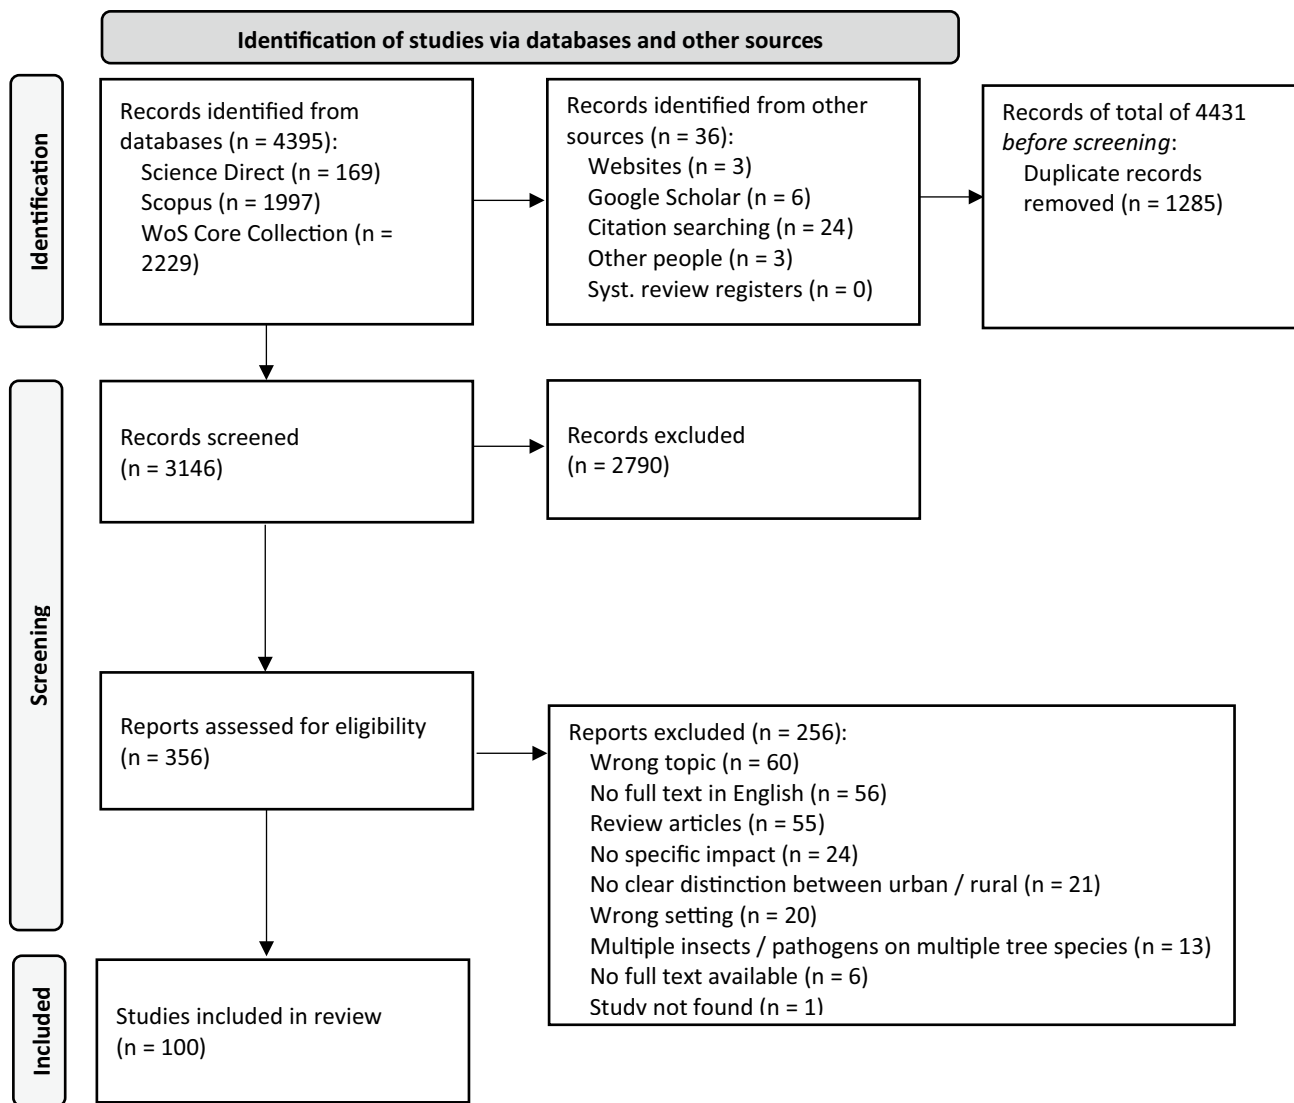 Identification of studies via databases and other sources
Identification
Records identified from
databases (n = 4395):
Science Direct (n = 169)
Scopus (n = 1997)
WoS Core Collection (n =
2229)
Records identified from other
sources (n = 36):
Websites (n = 3)
Google Scholar (n = 6)
Citation searching (n = 24)
Other people (n = 3)
Syst. review registers (n = 0)
Records of total of 4431
before screening:
Duplicate records
removed (n = 1285)
Screening
Records screened
(n = 3146)
Records excluded
(n = 2790)
Reports assessed for eligibility
(n = 356)
Reports excluded (n = 256):
Wrong topic (n = 60)
No full text in English (n = 56)
Review articles (n = 55)
No specific impact (n = 24)
No clear distinction between urban / rural (n = 21)
Wrong setting (n = 20)
Multiple insects / pathogens on multiple tree species (n = 13)
No full text available (n = 6)
Study not found (n = 1)
Included
Studies included in review
(n = 100)